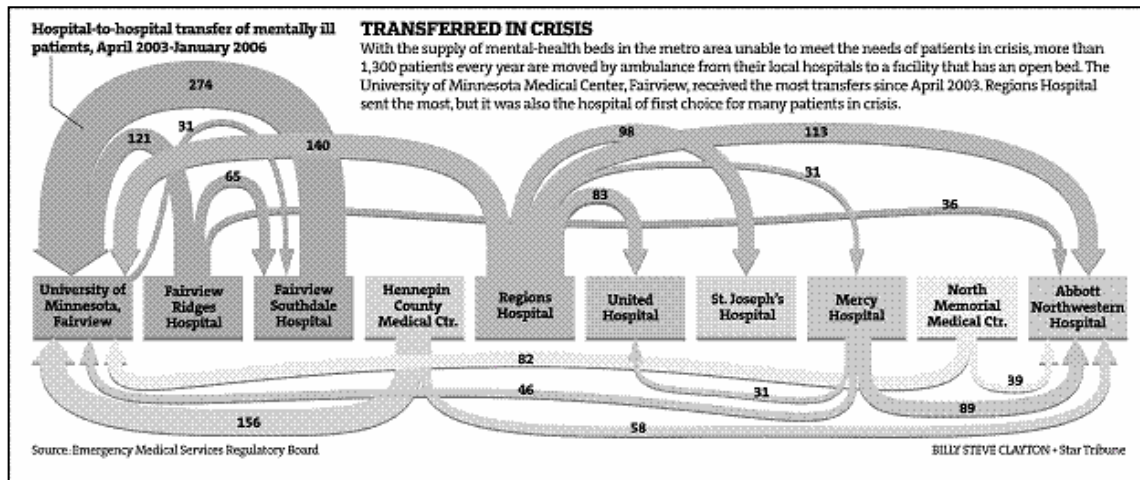 Hospital-to-hospital transfer of mentally ill
patients, April 2003-January 2006
TRANSFERRED IN CRISIS
With the supply of mental-health beds in the metro area unable to meet the needs of patients in crisis, more than
1,300 patients every year are moved by ambulance from their local hospitals to a facility that has an open bed. The
University of Minnesota Medical Center, Fairview, received the most transfers since April 2003. Regions Hospital
sent the most, but it was also the hospital of first choice for many patients in crisis.
274
31
121
140
98
113
65
31
83
36
University of
Minnesota,
Fairview
Fairview
Ridges
Hospital
Fairview
Southdale
Hospital
Hennepin
County
Medical Ctr.
Regions
Hospital
United
Hospital
St. Joseph's
Hospital
Mercy
Hospital
North
Memorial
Medical Ctr.
Abbott
Northwestern
Hospital
82
46
31
39
89
156
58
Source: Emergency Medical Services Regulatory Board
BILLY STEVE CLAYTON • Star Tribune